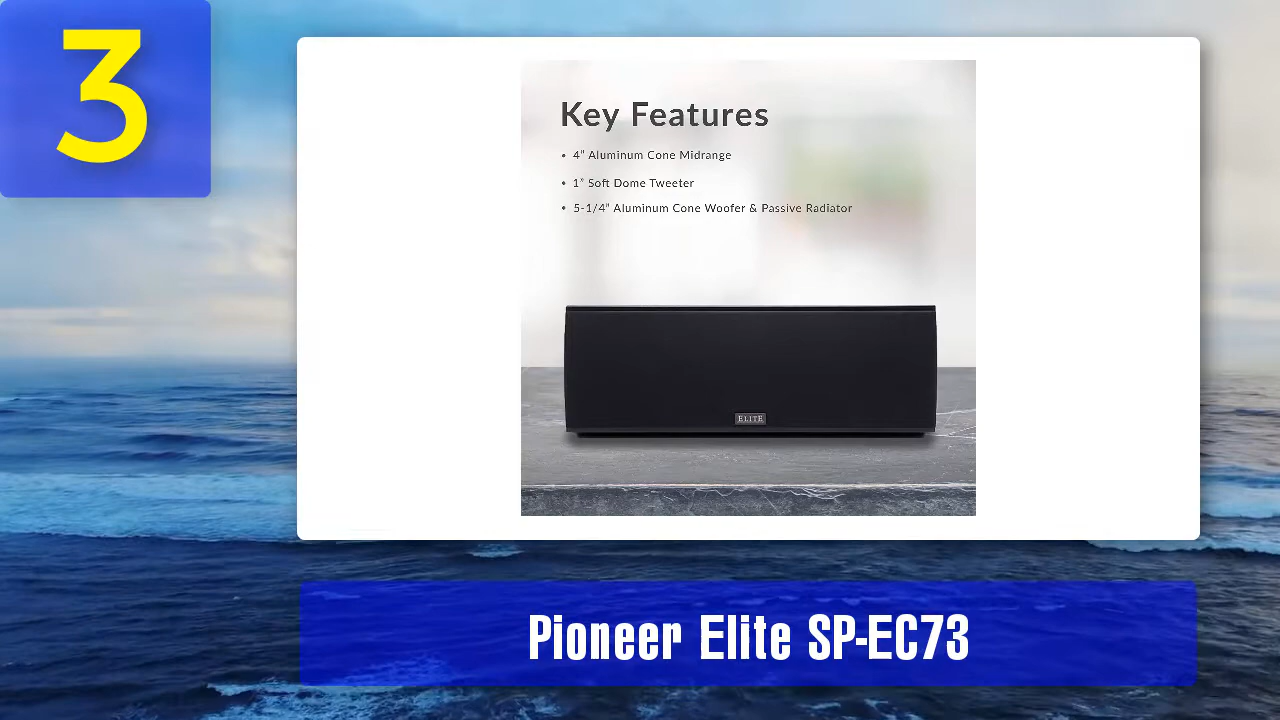 3
Key Features
• 4” Aluminum Cone Midrange
• 1” Soft Dome Tweeter
• 5-1/4” Aluminum Cone Woofer & Passive Radiator
ELITE
Pioneer Elite SP-EC73